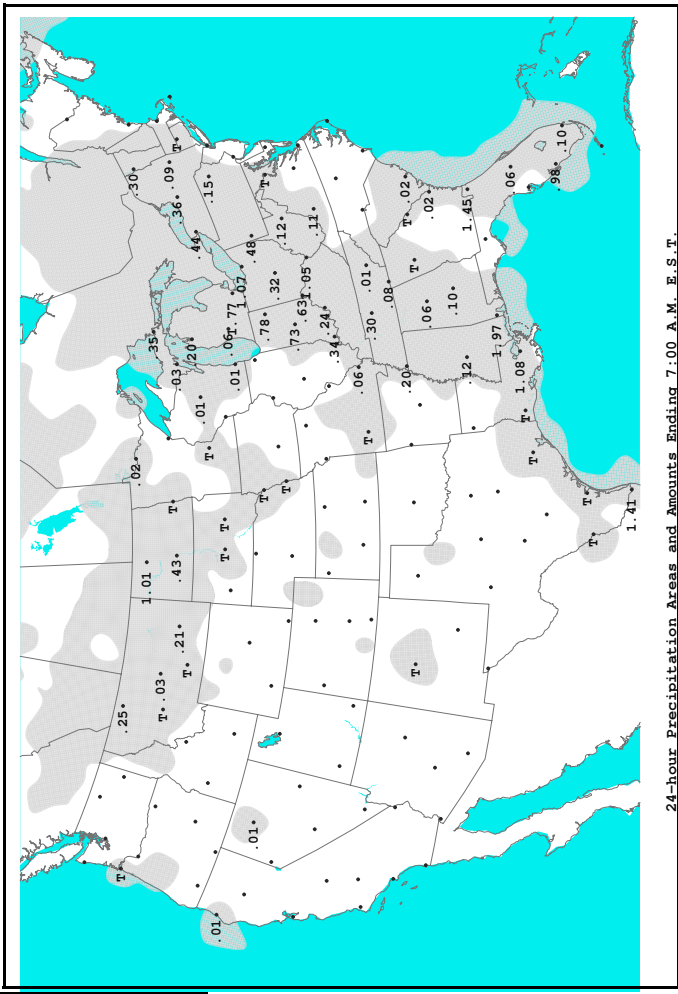 T
.25
.02
.30
1.01
.35
T
.03
T
.43
.03
.09
T
.36
.21
T
.20
.44
.01
T
.15
.01
T
T
.06
1.77
.01
1.07
.48
.01
T
.78
T
T
.32
.12
.73
.63
1.05
.11
.34
.24
.06
T
.30
.01
.08
.20
T
.02
T
T
.06
.02
.12
.10
1.45
1.97
.06
T
1.08
T
.98
.10
T
T
1.41
24-hour Precipitation Areas and Amounts Ending 7:00 A.M. E.S.T.